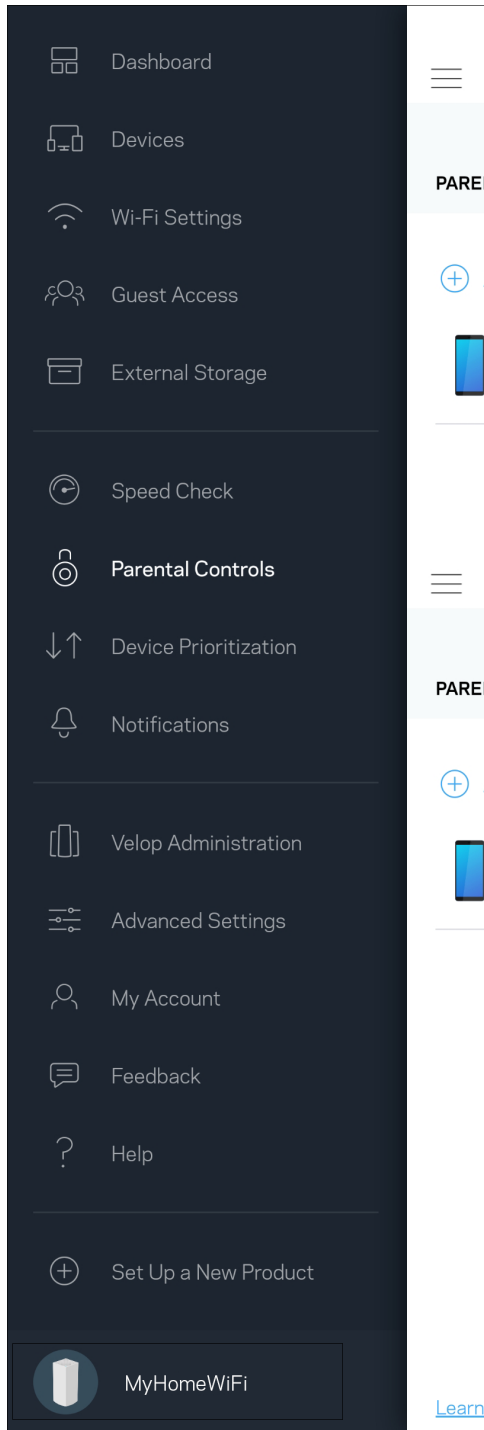 Dashboard
Devices
Wi-Fi Settings
Guest Access
External Storage
Speed Check
Parental Controls
Device Prioritization
Notifications
Velop Administration
Advanced Settings
My Account
Feedback
Help
Set Up a New Product
MyHomeWiFi
Learn